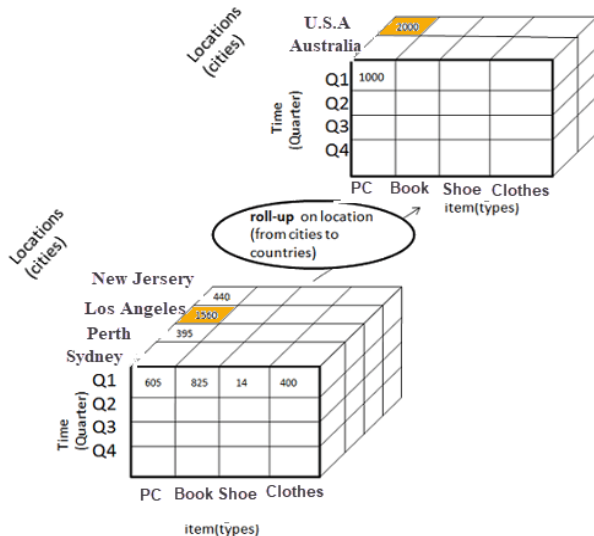 Locations
(cities)
U.S.A
2000
Australia
Time
(Quarter)
Q1
1000
Q2
Q3
Q4
PC Book Shoe Clothes
item(types)
roll-up on location
(from cities to
countries)
Locations
(cities)
New Jersery
440
Los Angeles
1560
Perth
395
Sydney
Time
(Quarter)
Q1
605 825 14 400
Q2
Q3
Q4
PC Book Shoe Clothes
item(types)